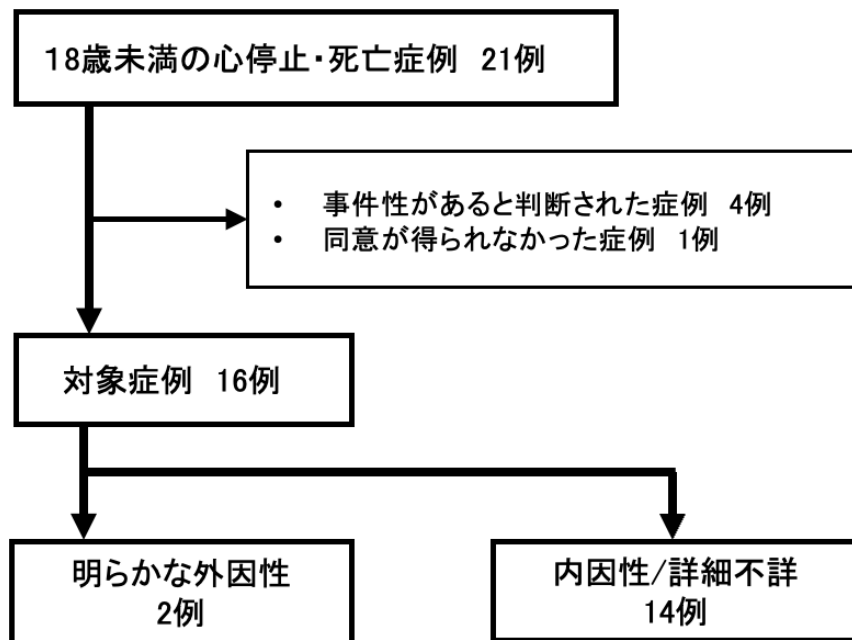 18歳未満の心停止・死亡症例 21例
• 事件性があると判断された症例 4例
• 同意が得られなかった症例 1例
対象症例 16例
明らかな外因性
2例
内因性/詳細不詳
14例